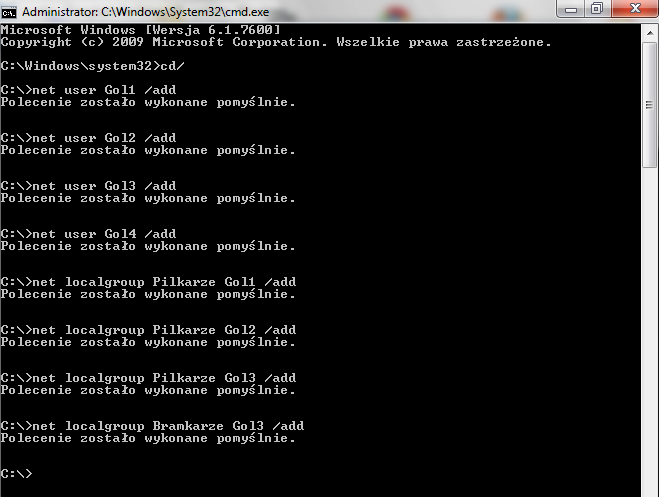 Administrator: C:\Windows\System32\cmd.exe
Microsoft Windows [Wersja 6.1.7600]
Copyright (c) 2009 Microsoft Corporation. Wszelkie prawa zastrzeżone.
C:\Windows\system32>cd/
C:\>net user Gol1 /add
Polecenie zostało wykonane pomyślnie.
C:\>net user Gol2 /add
Polecenie zostało wykonane pomyślnie.
C:\>net user Gol3 /add
Polecenie zostało wykonane pomyślnie.
C:\>net user Gol4 /add
Polecenie zostało wykonane pomyślnie.
C:\>net localgroup Pilkarze Gol1 /add
Polecenie zostało wykonane pomyślnie.
C:\>net localgroup Pilkarze Gol2 /add
Polecenie zostało wykonane pomyślnie.
C:\>net localgroup Pilkarze Gol3 /add
Polecenie zostało wykonane pomyślnie.
C:\>net localgroup Bramkarze Gol3 /add
Polecenie zostało wykonane pomyślnie.
C:\>